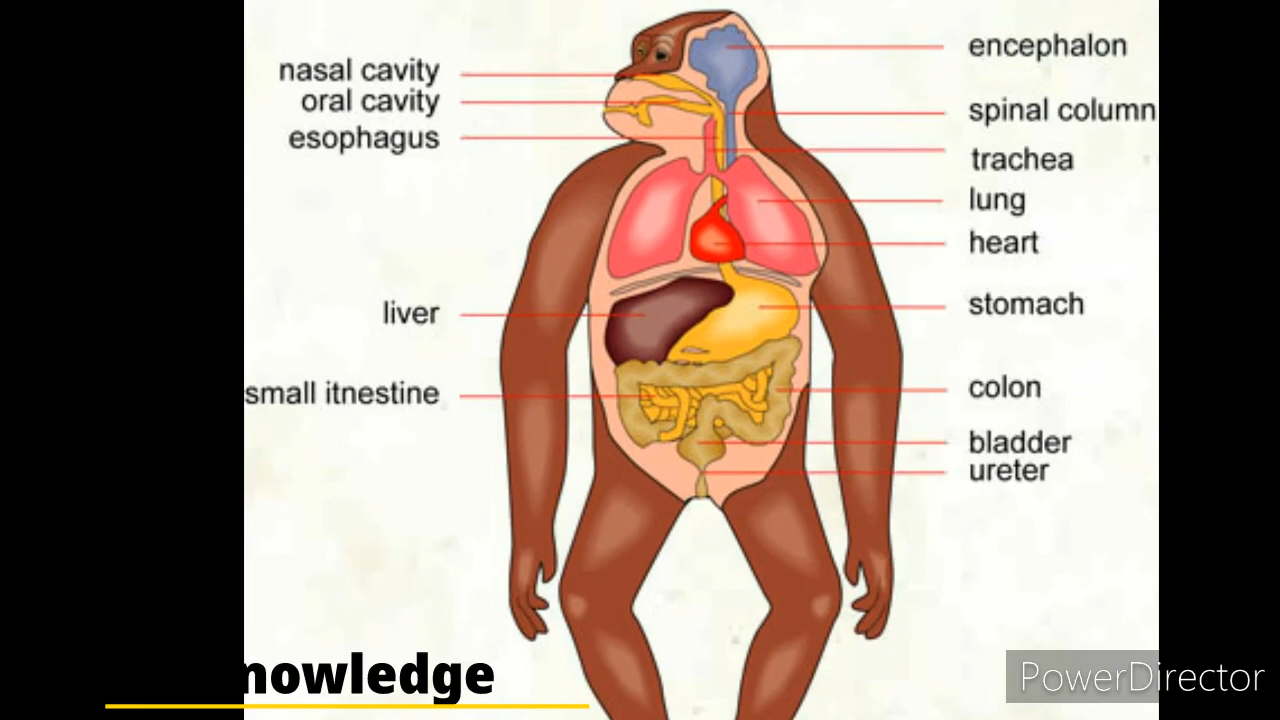 nasal cavity
oral cavity
esophagus
liver
small itnestine
encephalon
spinal column
trachea
lung
heart
stomach
colon
bladder
ureter
nowledge
PowerDirector